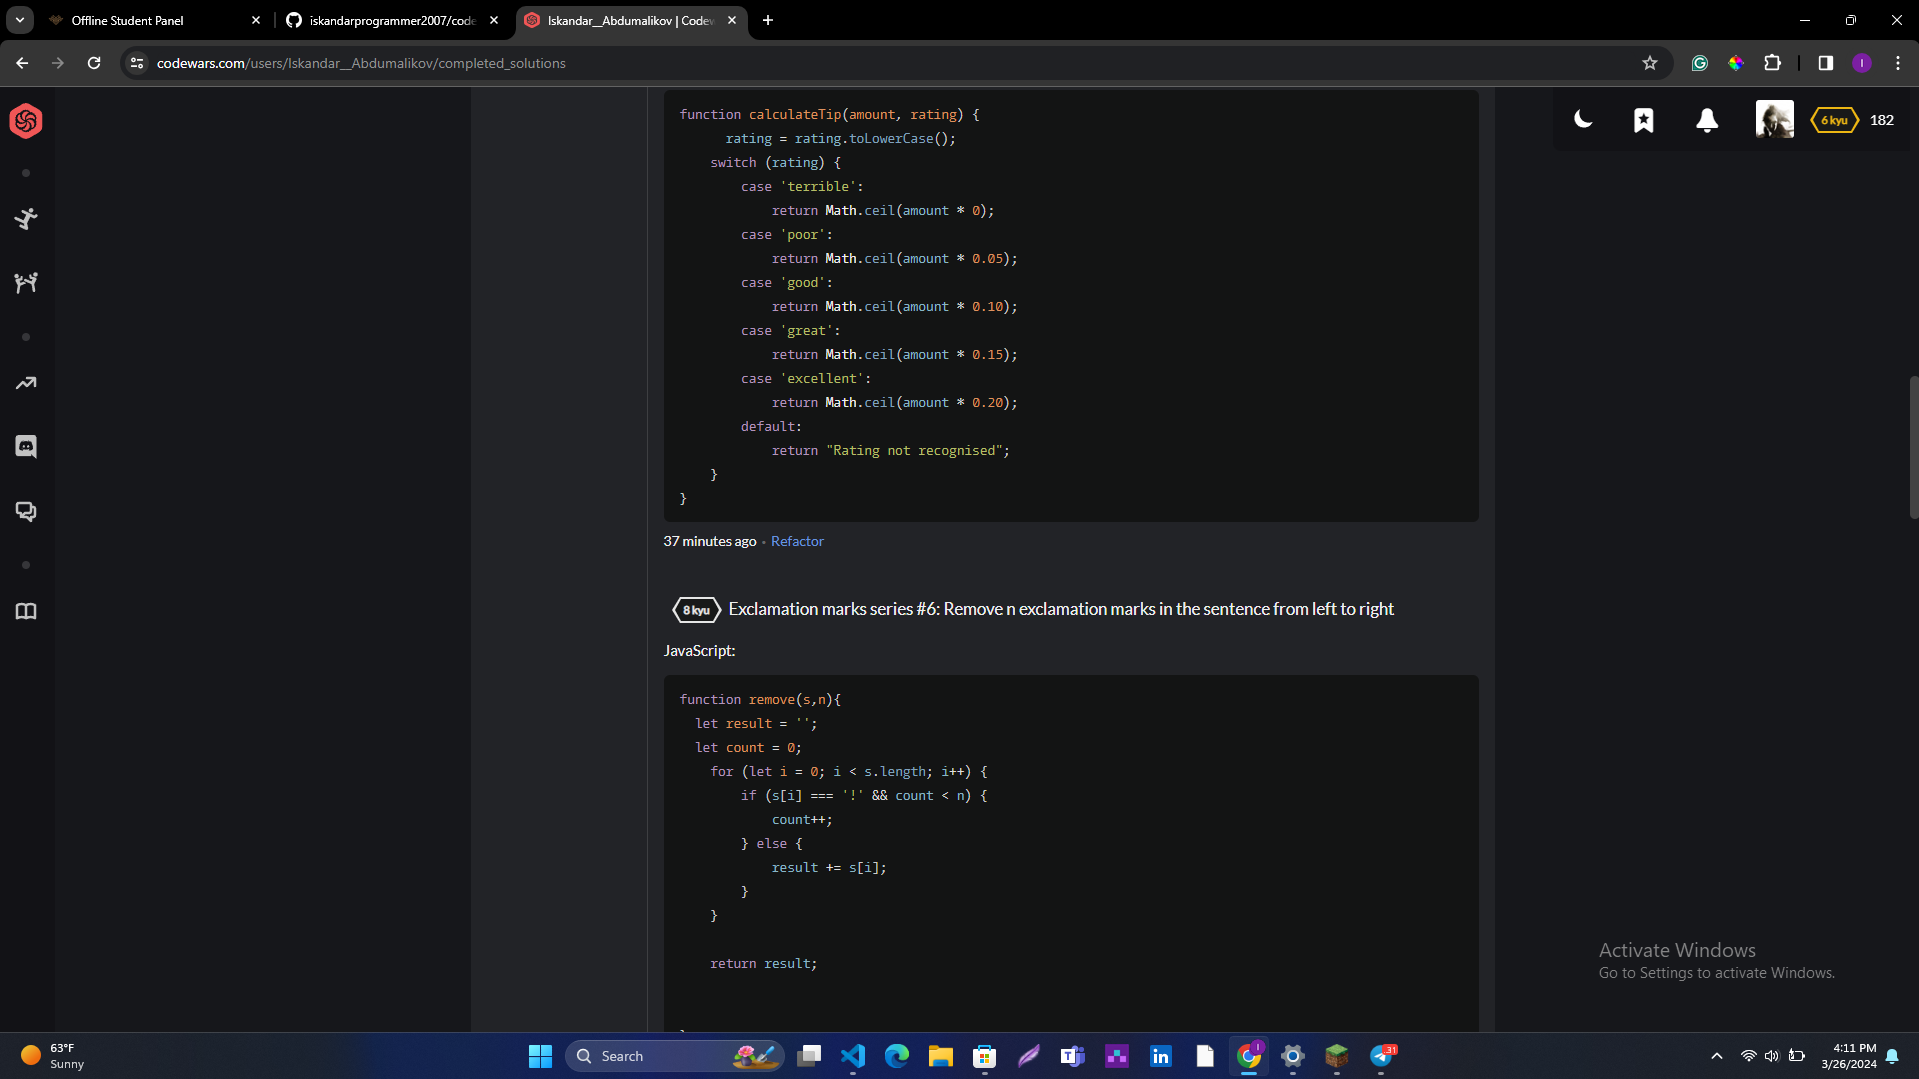 Offline Student Panel
iskandarprogrammer2007/code
Iskandar__Abdumalikov | Codew
codewars.com/users/Iskandar__Abdumalikov/completed_solutions
I
6 kyu
182
function calculateTip(amount, rating) {
rating = rating.toLowerCase();
switch (rating) {
case 'terrible':
return Math.ceil(amount * 0);
case 'poor':
return Math.ceil(amount * 0.05);
case 'good':
return Math.ceil(amount * 0.10);
case 'great':
return Math.ceil(amount * 0.15);
case 'excellent':
return Math.ceil(amount * 0.20);
default:
return "Rating not recognised";
}
}
37 minutes ago • Refactor
8 kyu Exclamation marks series #6: Remove n exclamation marks in the sentence from left to right
JavaScript:
function remove(s,n){
let result = '';
let count = 0;
for (let i = 0; i < s.length; i++) {
if (s[i] === '!' && count < n) {
count++;
} else {
result += s[i];
}
}
return result;
Activate Windows
Go to Settings to activate Windows.
63°F
Sunny
Search
31
4:11 PM
3/26/2024